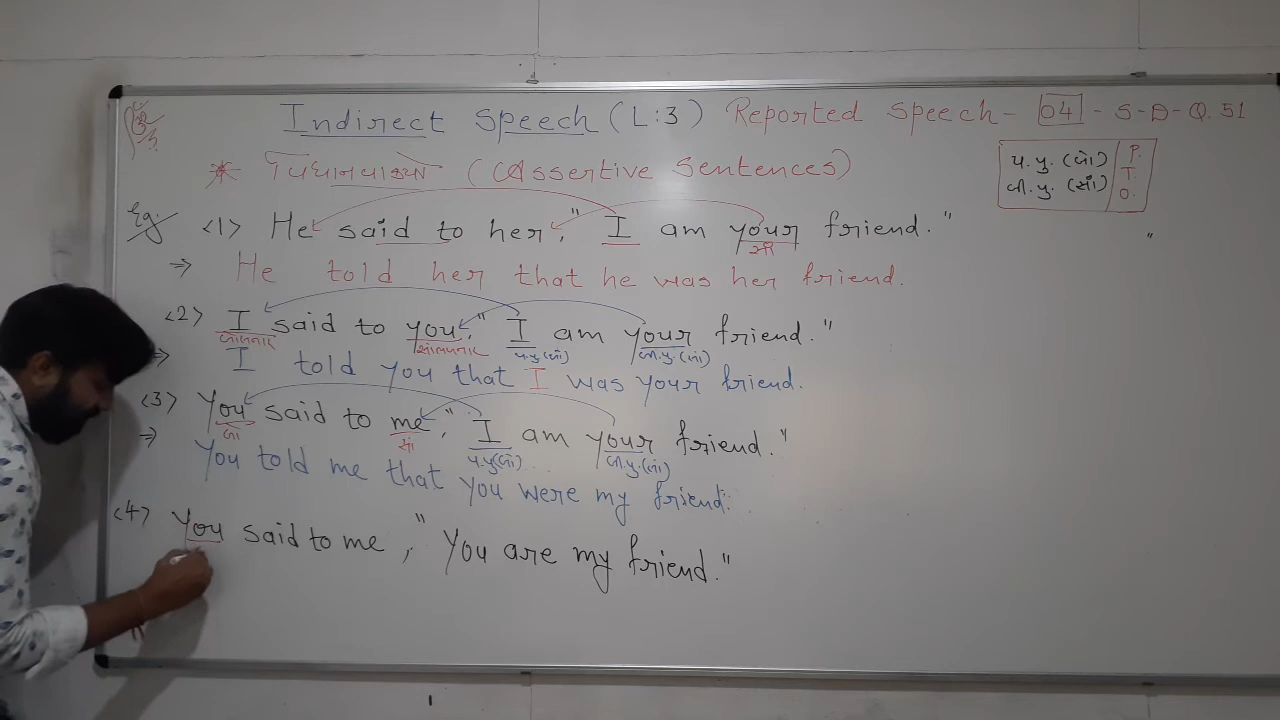 Indirect Speech (L:3) Reported Speech - 04 - S-D-Q.51
* વિધાનવાક્યો (Assertive Sentences)
પ.પુ. (બો) P.
બી.પુ. (સાં) T.
O.
Eg. <1> He said to her, "I am your friend."
સાં
⇒ He told her that he was her friend.
<2> I said to you, "I am your friend."
બોલનાર સાંભળનાર પ.પુ.(બો) બી.પુ.(સાં)
⇒ I told you that I was your friend.
<3> You said to me, "I am your friend."
બો સાં પ.પુ.(બો) બી.પુ.(સાં)
⇒ You told me that you were my friend.
<4> You said to me, "You are my friend."